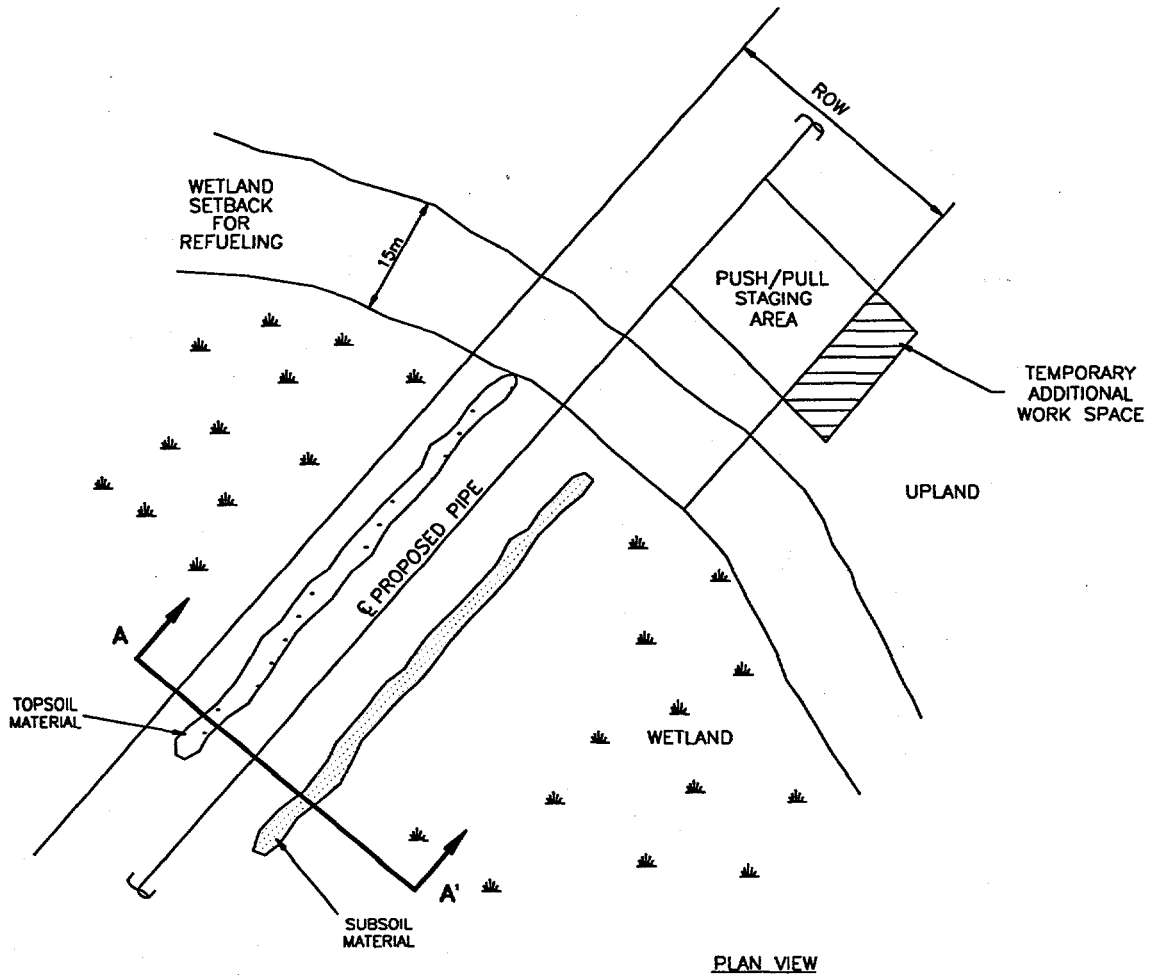 ROW
WETLAND
SETBACK
FOR
REFUELING
15m
PUSH/PULL
STAGING
AREA
TEMPORARY
ADDITIONAL
WORK SPACE
UPLAND
℄ PROPOSED PIPE
A
TOPSOIL
MATERIAL
WETLAND
A'
SUBSOIL
MATERIAL
PLAN VIEW